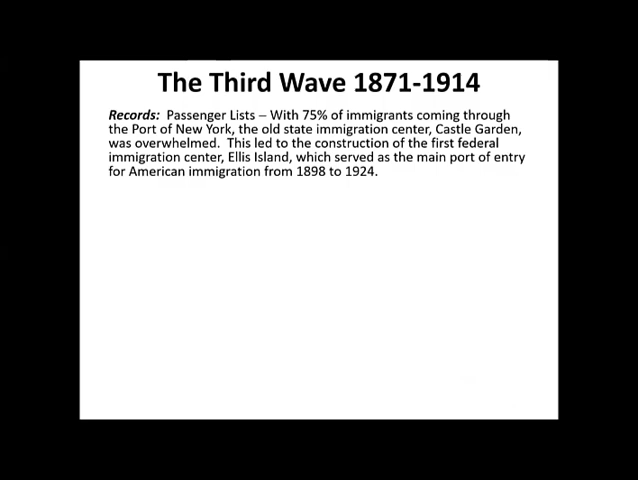 The Third Wave 1871-1914
Records: Passenger Lists – With 75% of immigrants coming through
the Port of New York, the old state immigration center, Castle Garden,
was overwhelmed. This led to the construction of the first federal
immigration center, Ellis Island, which served as the main port of entry
for American immigration from 1898 to 1924.